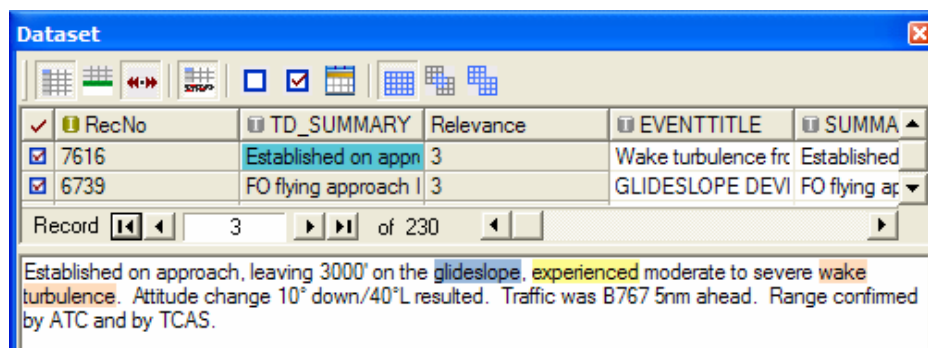 Dataset
RecNo TD_SUMMARY Relevance EVENTTITLE SUMMA
7616 Established on appr 3 Wake turbulence frc Established
6739 FO flying approach I 3 GLIDESLOPE DEVI FO flying ap
Record 3 of 230
Established on approach, leaving 3000' on the glideslope, experienced moderate to severe wake
turbulence. Attitude change 10° down/40°L resulted. Traffic was B767 5nm ahead. Range confirmed
by ATC and by TCAS.